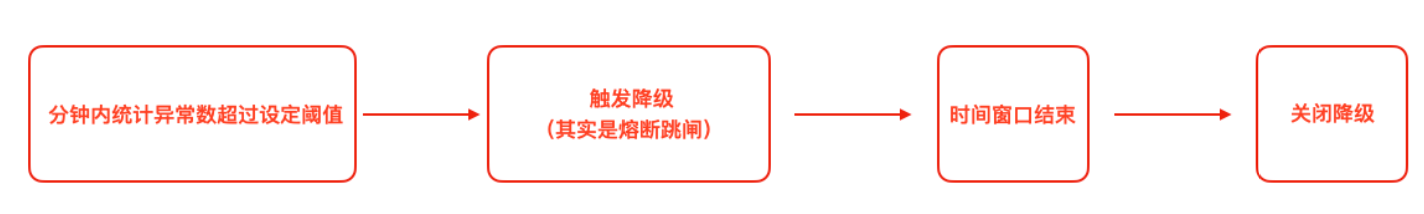 分钟内统计异常数超过设定阈值
触发降级
（其实是熔断跳闸）
时间窗口结束
关闭降级